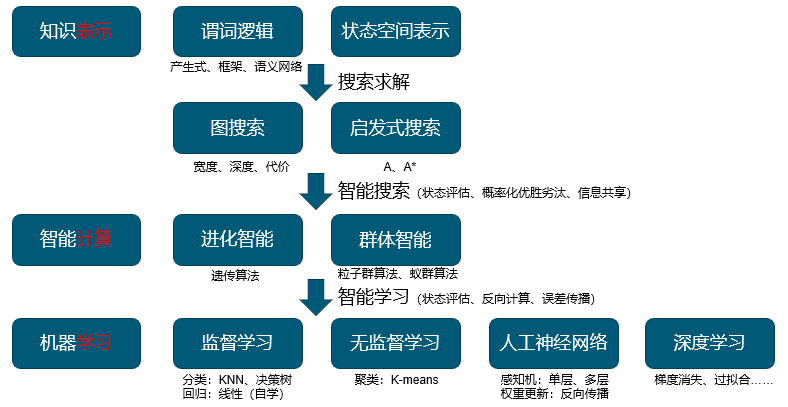 知识表示
谓词逻辑
状态空间表示
产生式、框架、语义网络
搜索求解
图搜索
启发式搜索
宽度、深度、代价
A、A*
智能搜索（状态评估、概率化优胜劣汰、信息共享）
智能计算
进化智能
群体智能
遗传算法
粒子群算法、蚁群算法
智能学习（状态评估、反向计算、误差传播）
机器学习
监督学习
无监督学习
人工神经网络
深度学习
分类：KNN、决策树
回归：线性（自学）
聚类：K-means
感知机：单层、多层
权重更新：反向传播
梯度消失、过拟合……